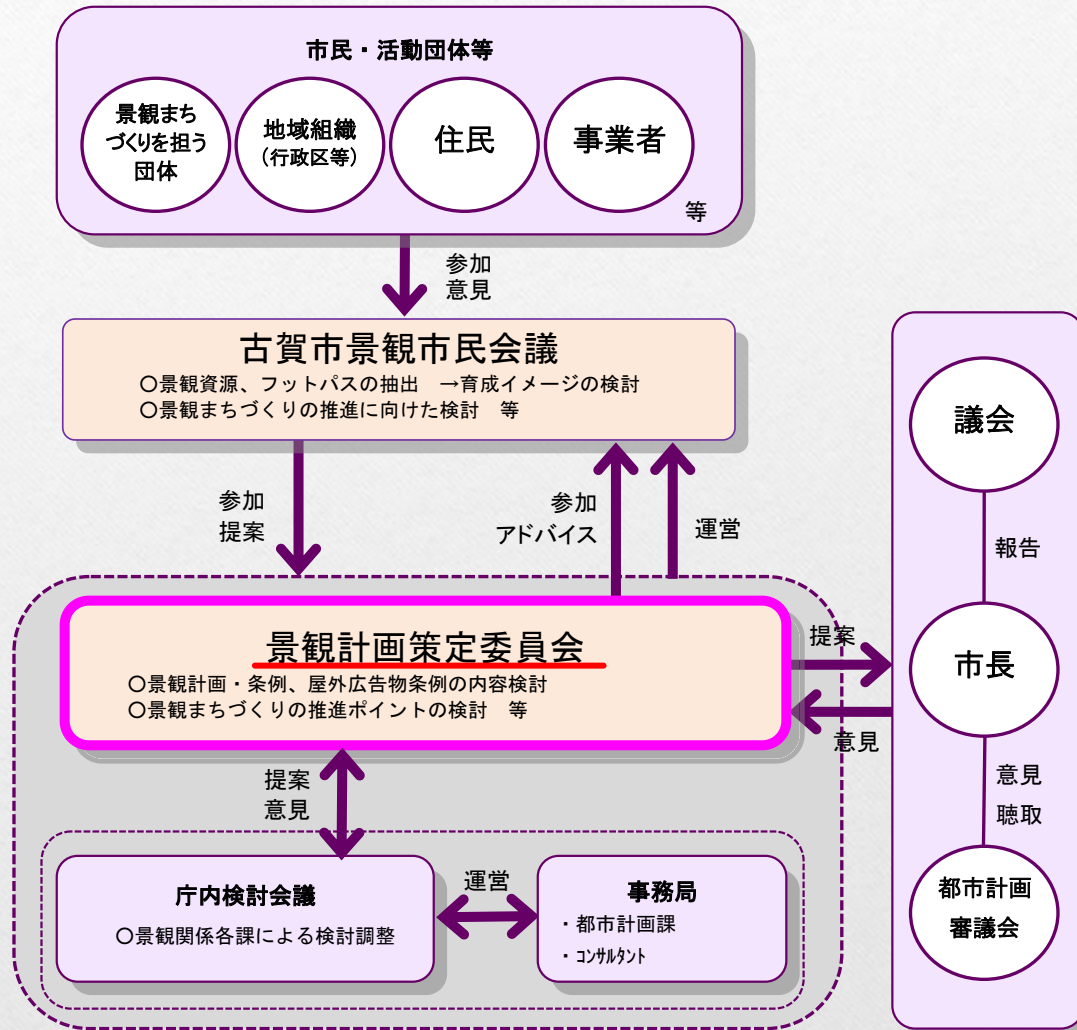 市民・活動団体等
景観まち
づくりを担う
団体
地域組織
(行政区等)
住民
事業者
等
参加
意見
古賀市景観市民会議
○景観資源、フットパスの抽出　→育成イメージの検討
○景観まちづくりの推進に向けた検討　等
参加
提案
参加
アドバイス
運営
景観計画策定委員会
○景観計画・条例、屋外広告物条例の内容検討
○景観まちづくりの推進ポイントの検討　等
提案
意見
提案
意見
庁内検討会議
○景観関係各課による検討調整
運営
事務局
・都市計画課
・ｺﾝｻﾙﾀﾝﾄ
議会
報告
市長
意見
聴取
都市計画
審議会